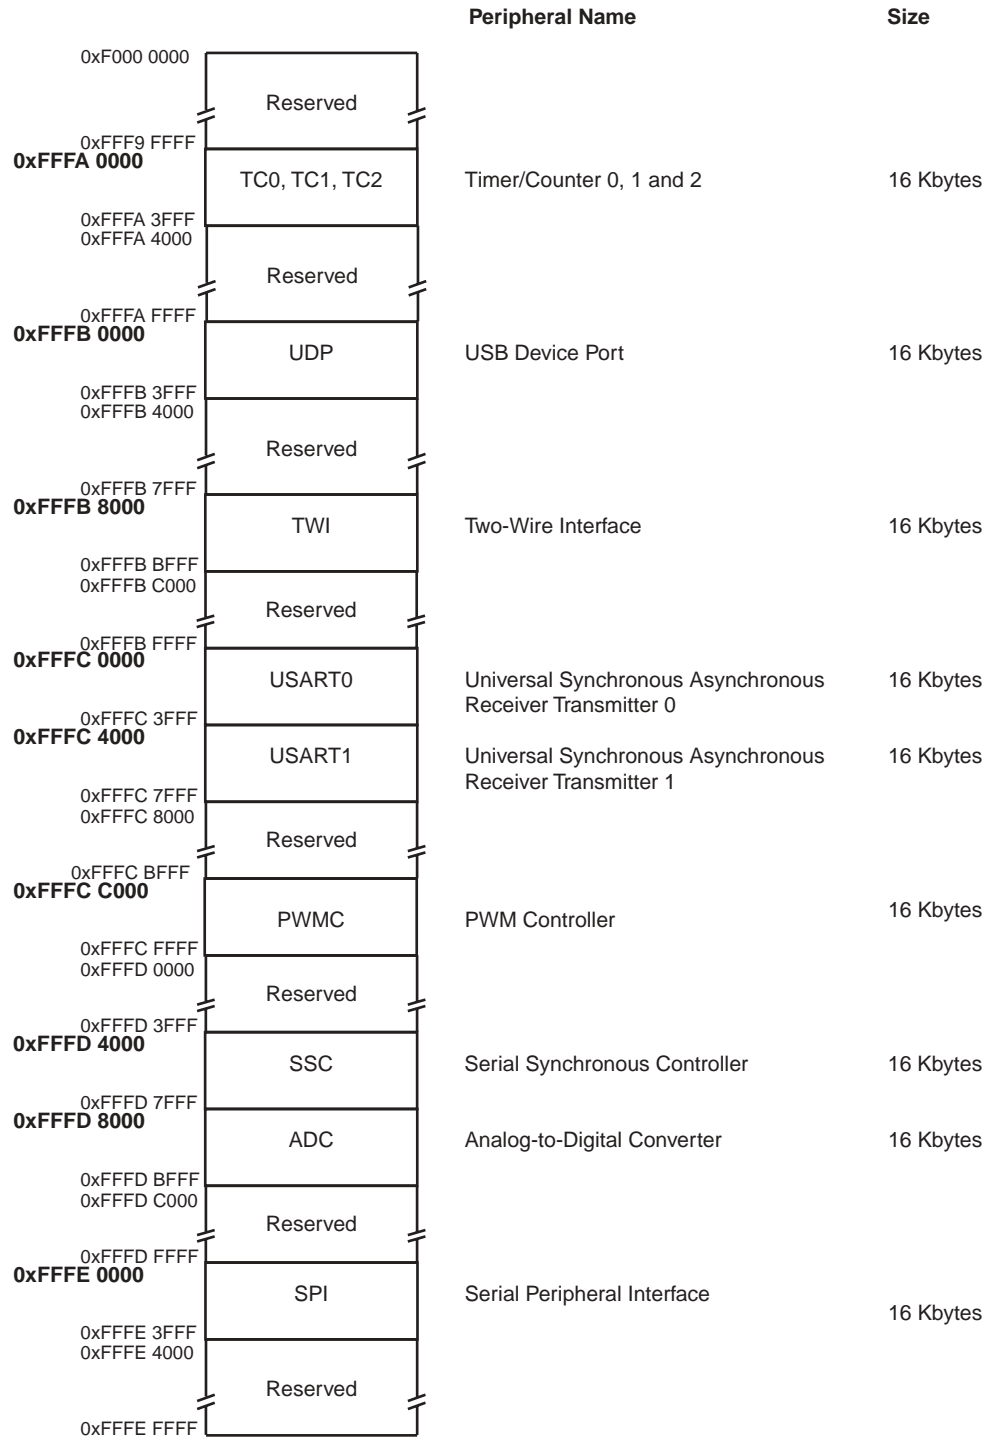 Peripheral Name Size
0xF000 0000
Reserved
0xFFF9 FFFF
0xFFFA 0000
TC0, TC1, TC2 Timer/Counter 0, 1 and 2 16 Kbytes
0xFFFA 3FFF
0xFFFA 4000
Reserved
0xFFFA FFFF
0xFFFB 0000
UDP USB Device Port 16 Kbytes
0xFFFB 3FFF
0xFFFB 4000
Reserved
0xFFFB 7FFF
0xFFFB 8000
TWI Two-Wire Interface 16 Kbytes
0xFFFB BFFF
0xFFFB C000
Reserved
0xFFFB FFFF
0xFFFC 0000
USART0 Universal Synchronous Asynchronous 16 Kbytes
Receiver Transmitter 0
0xFFFC 3FFF
0xFFFC 4000
USART1 Universal Synchronous Asynchronous 16 Kbytes
Receiver Transmitter 1
0xFFFC 7FFF
0xFFFC 8000
Reserved
0xFFFC BFFF
0xFFFC C000
PWMC PWM Controller 16 Kbytes
0xFFFC FFFF
0xFFFD 0000
Reserved
0xFFFD 3FFF
0xFFFD 4000
SSC Serial Synchronous Controller 16 Kbytes
0xFFFD 7FFF
0xFFFD 8000
ADC Analog-to-Digital Converter 16 Kbytes
0xFFFD BFFF
0xFFFD C000
Reserved
0xFFFD FFFF
0xFFFE 0000
SPI Serial Peripheral Interface
16 Kbytes
0xFFFE 3FFF
0xFFFE 4000
Reserved
0xFFFE FFFF